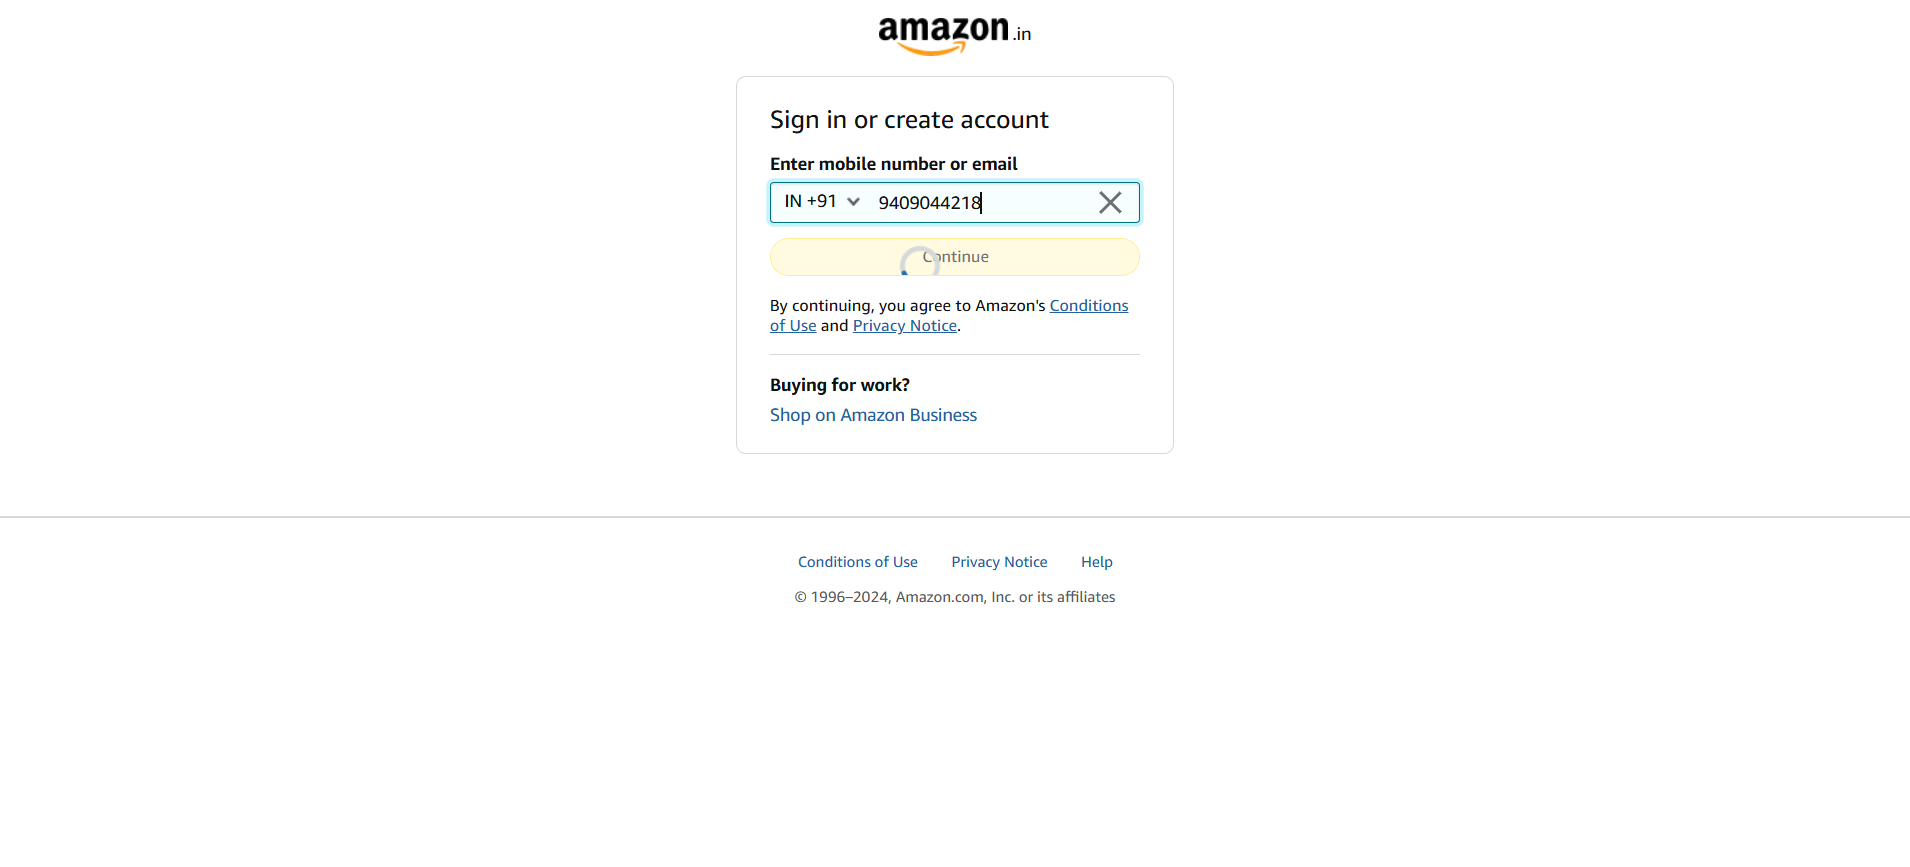 amazon.in
Sign in or create account
Enter mobile number or email
IN +91 9409044218
Continue
By continuing, you agree to Amazon's Conditions
of Use and Privacy Notice.
Buying for work?
Shop on Amazon Business
Conditions of Use Privacy Notice Help
© 1996–2024, Amazon.com, Inc. or its affiliates